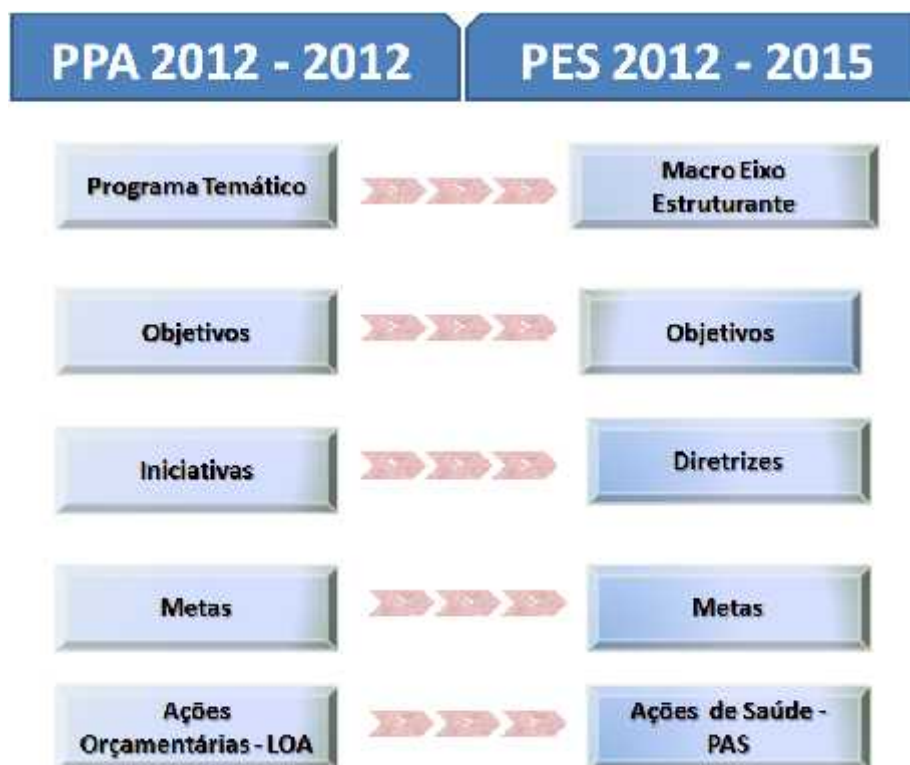 PPA 2012 - 2012
PES 2012 - 2015
Programa Temático
Macro Eixo
Estruturante
Objetivos
Objetivos
Iniciativas
Diretrizes
Metas
Metas
Ações
Orçamentárias - LOA
Ações de Saúde -
PAS